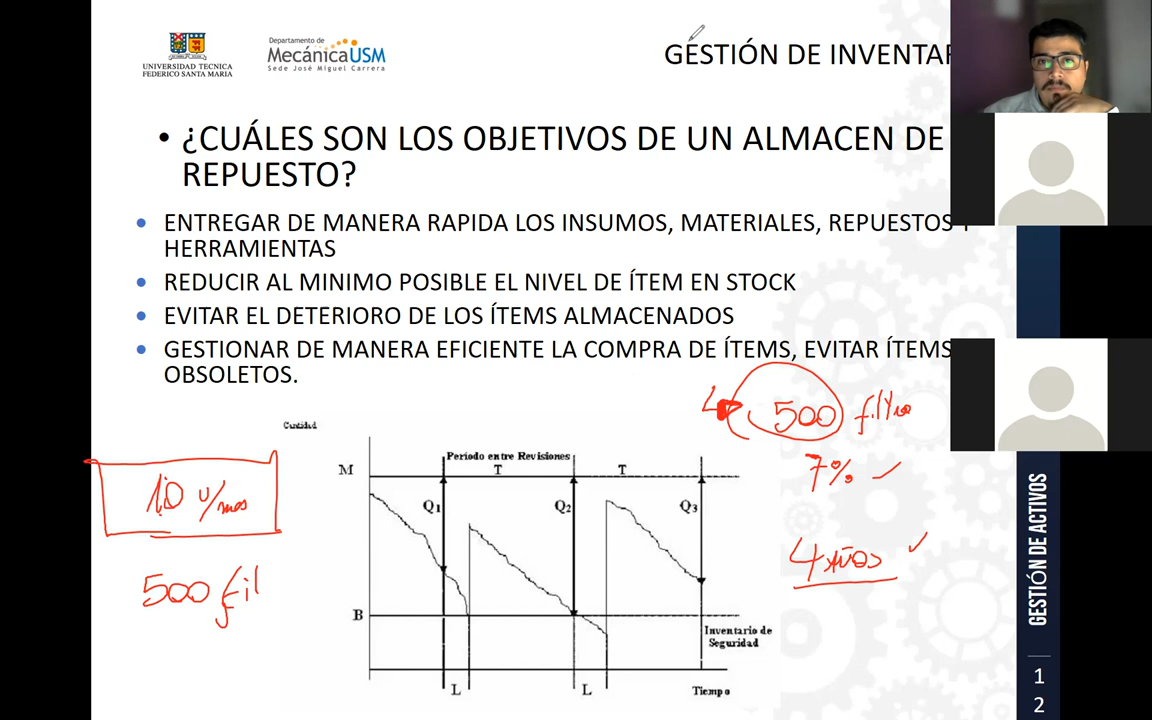 UNIVERSIDAD TECNICA
FEDERICO SANTA MARIA
Departamento de
MecánicaUSM
Sede José Miguel Carrera
GESTIÓN DE INVENTAR
• ¿CUÁLES SON LOS OBJETIVOS DE UN ALMACEN DE
REPUESTO?
• ENTREGAR DE MANERA RAPIDA LOS INSUMOS, MATERIALES, REPUESTOS Y
HERRAMIENTAS
• REDUCIR AL MINIMO POSIBLE EL NIVEL DE ÍTEM EN STOCK
• EVITAR EL DETERIORO DE LOS ÍTEMS ALMACENADOS
• GESTIONAR DE MANERA EFICIENTE LA COMPRA DE ÍTEMS, EVITAR ÍTEMS
OBSOLETOS.
500 filtros
7%
4 AÑOS
10 U/mes
500 fil
Cantidad
M
Período entre Revisiones
T
T
Q1
Q2
Q3
B
Inventario de
Seguridad
L
L
Tiempo
GESTIÓN DE ACTIVOS
1
2